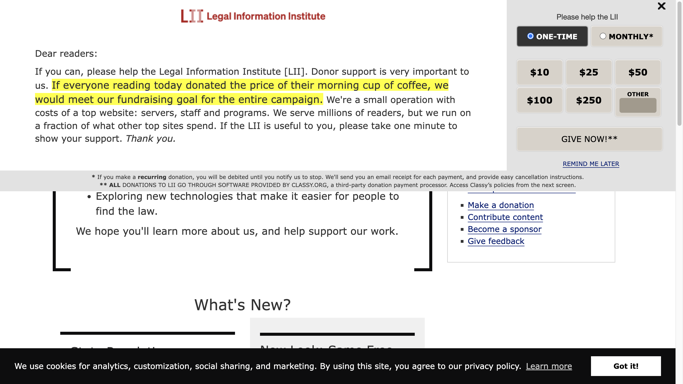 LII Legal Information Institute
Dear readers:
If you can, please help the Legal Information Institute [LII]. Donor support is very important to
us. If everyone reading today donated the price of their morning cup of coffee, we
would meet our fundraising goal for the entire campaign. We're a small operation with
costs of a top website: servers, staff and programs. We serve millions of readers, but we run on
a fraction of what other top sites spend. If the LII is useful to you, please take one minute to
show your support. Thank you.
Please help the LII
ONE-TIME
MONTHLY*
$10
$25
$50
$100
$250
OTHER
GIVE NOW!**
REMIND ME LATER
* If you make a recurring donation, you will be debited until you notify us to stop. We'll send you an email receipt for each payment, and provide easy cancellation instructions.
** ALL DONATIONS TO LII GO THROUGH SOFTWARE PROVIDED BY CLASSY.ORG, a third-party donation payment processor. Access Classy's policies from the next screen.
• Exploring new technologies that make it easier for people to
find the law.
We hope you'll learn more about us, and help support our work.
Make a donation
Contribute content
Become a sponsor
Give feedback
What's New?
We use cookies for analytics, customization, social sharing, and marketing. By using this site, you agree to our privacy policy. Learn more
Got it!